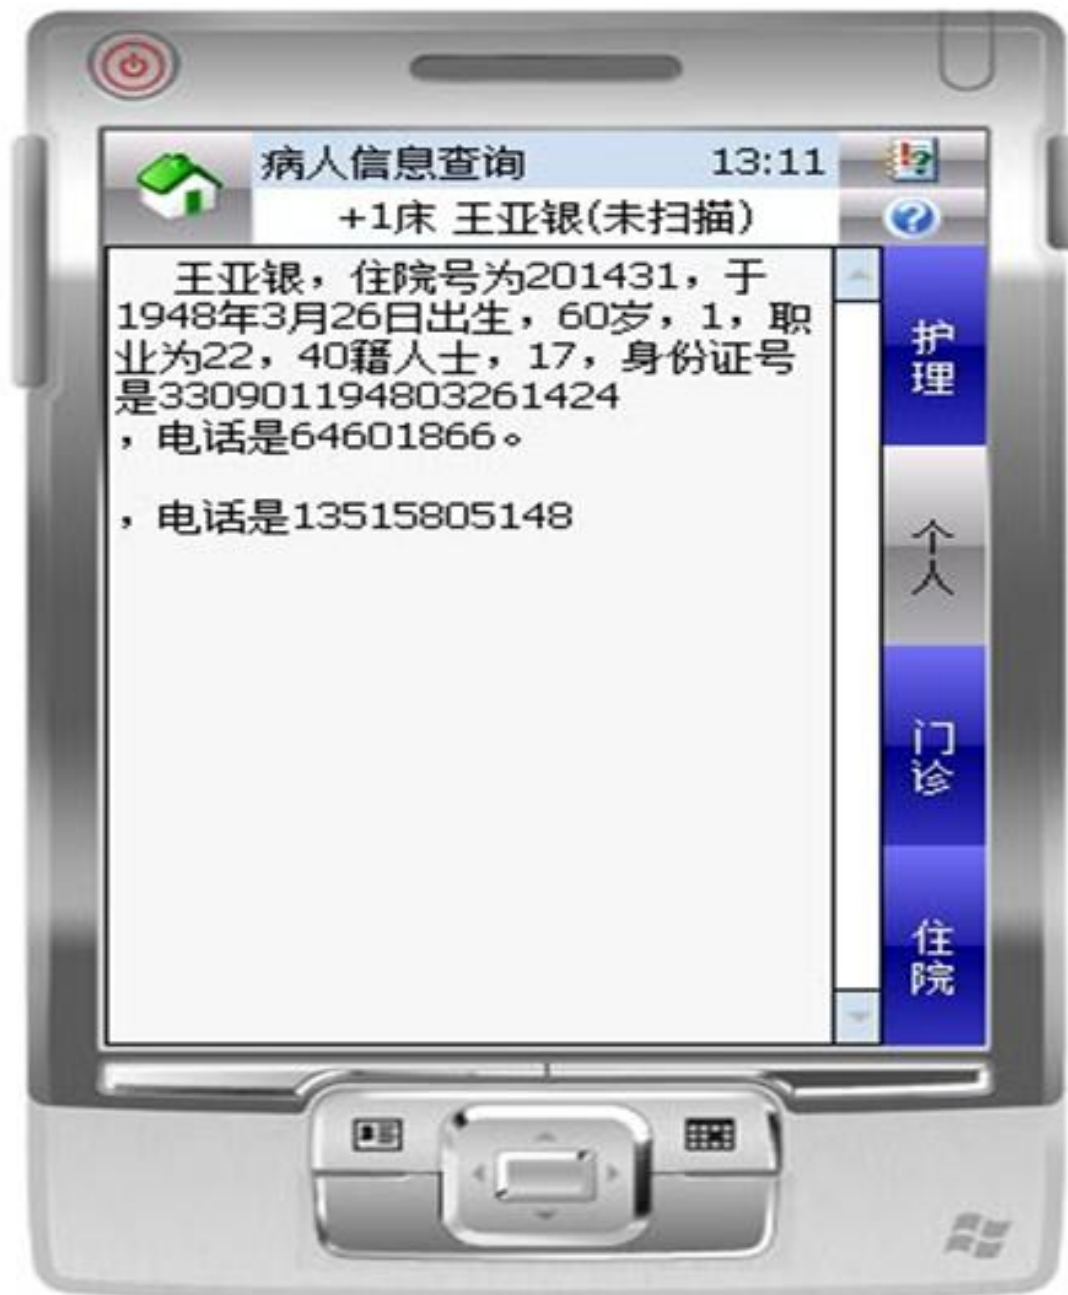 病人信息查询 13:11
+1床 王亚银(未扫描)
王亚银，住院号为201431，于
1948年3月26日出生，60岁，1，职
业为22，40籍人士，17，身份证号
是330901194803261424
，电话是64601866。
，电话是13515805148
护理
个人
门诊
住院